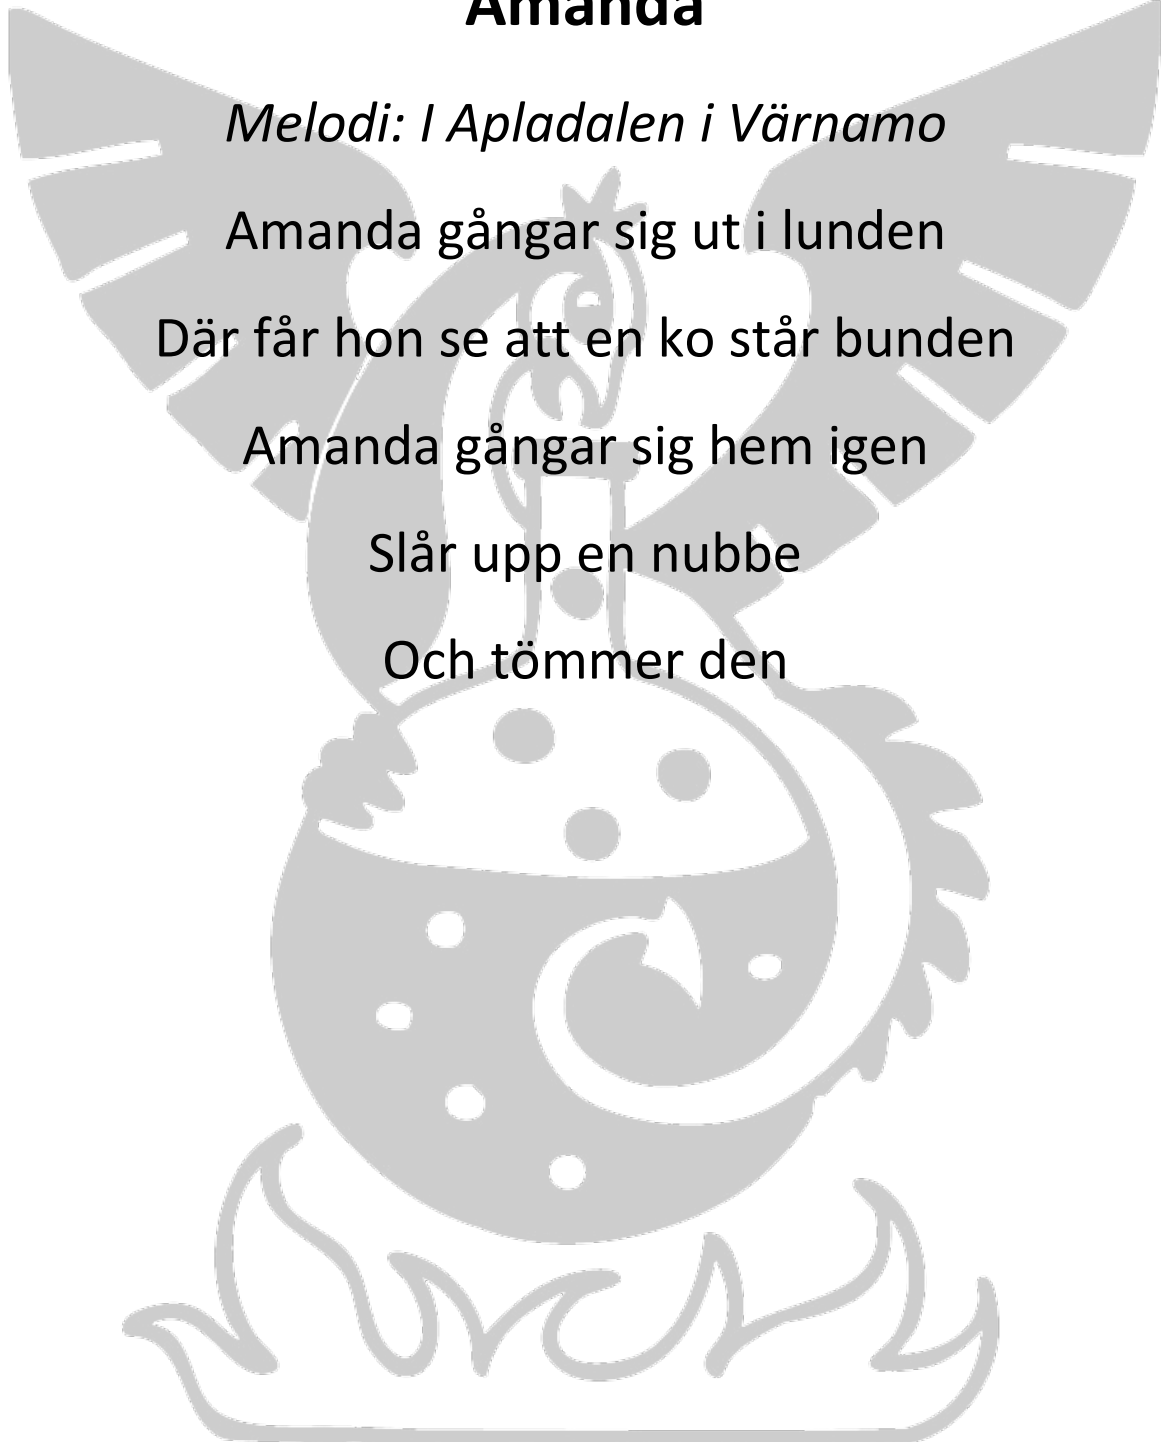 Amanda
Melodi: I Apladalen i Värnamo
Amanda gångar sig ut i lunden
Där får hon se att en ko står bunden
Amanda gångar sig hem igen
Slår upp en nubbe
Och tömmer den